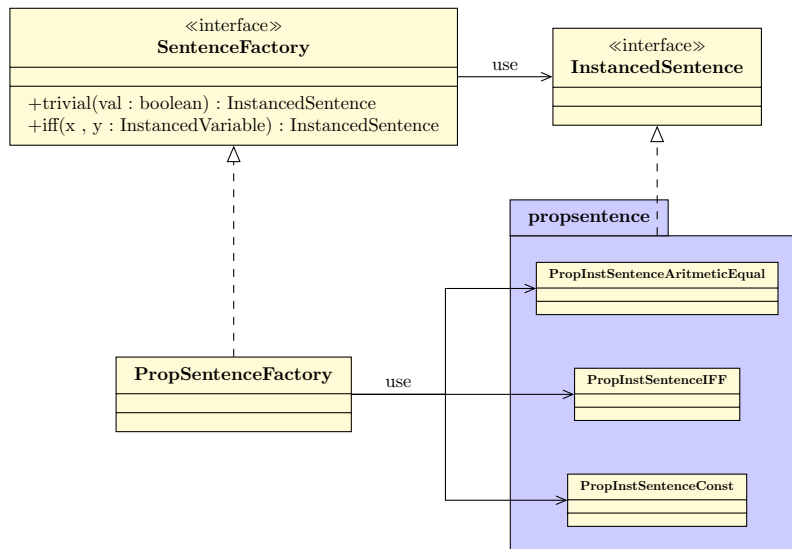 ≪interface≫
SentenceFactory
+trivial(val : boolean) : InstancedSentence
+iff(x , y : InstancedVariable) : InstancedSentence
use
≪interface≫
InstancedSentence
propsentence
PropInstSentenceAritmeticEqual
PropSentenceFactory
use
PropInstSentenceIFF
PropInstSentenceConst